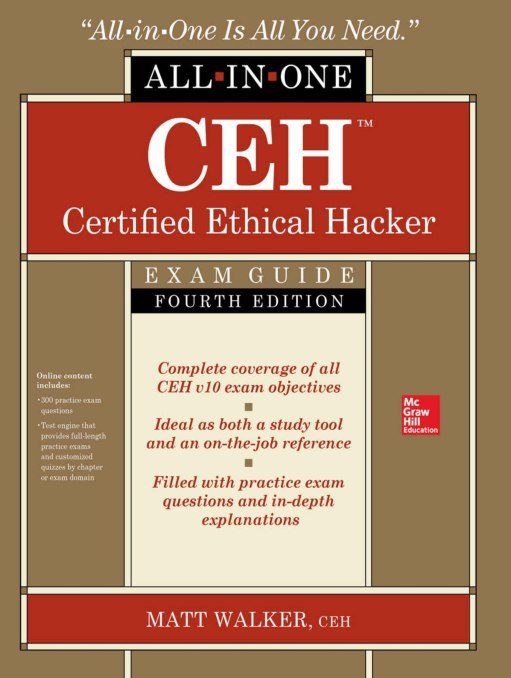 “All-in-One Is All You Need.”
ALL▪IN▪ONE
CEH™
Certified Ethical Hacker
EXAM GUIDE
FOURTH EDITION
Online content
includes:
• 300 practice exam
questions
• Test engine that
provides full-length
practice exams
and customized
quizzes by chapter
or exam domain
Complete coverage of all
CEH v10 exam objectives
Ideal as both a study tool
and an on-the-job reference
Filled with practice exam
questions and in-depth
explanations
Mc
Graw
Hill
Education
MATT WALKER, CEH